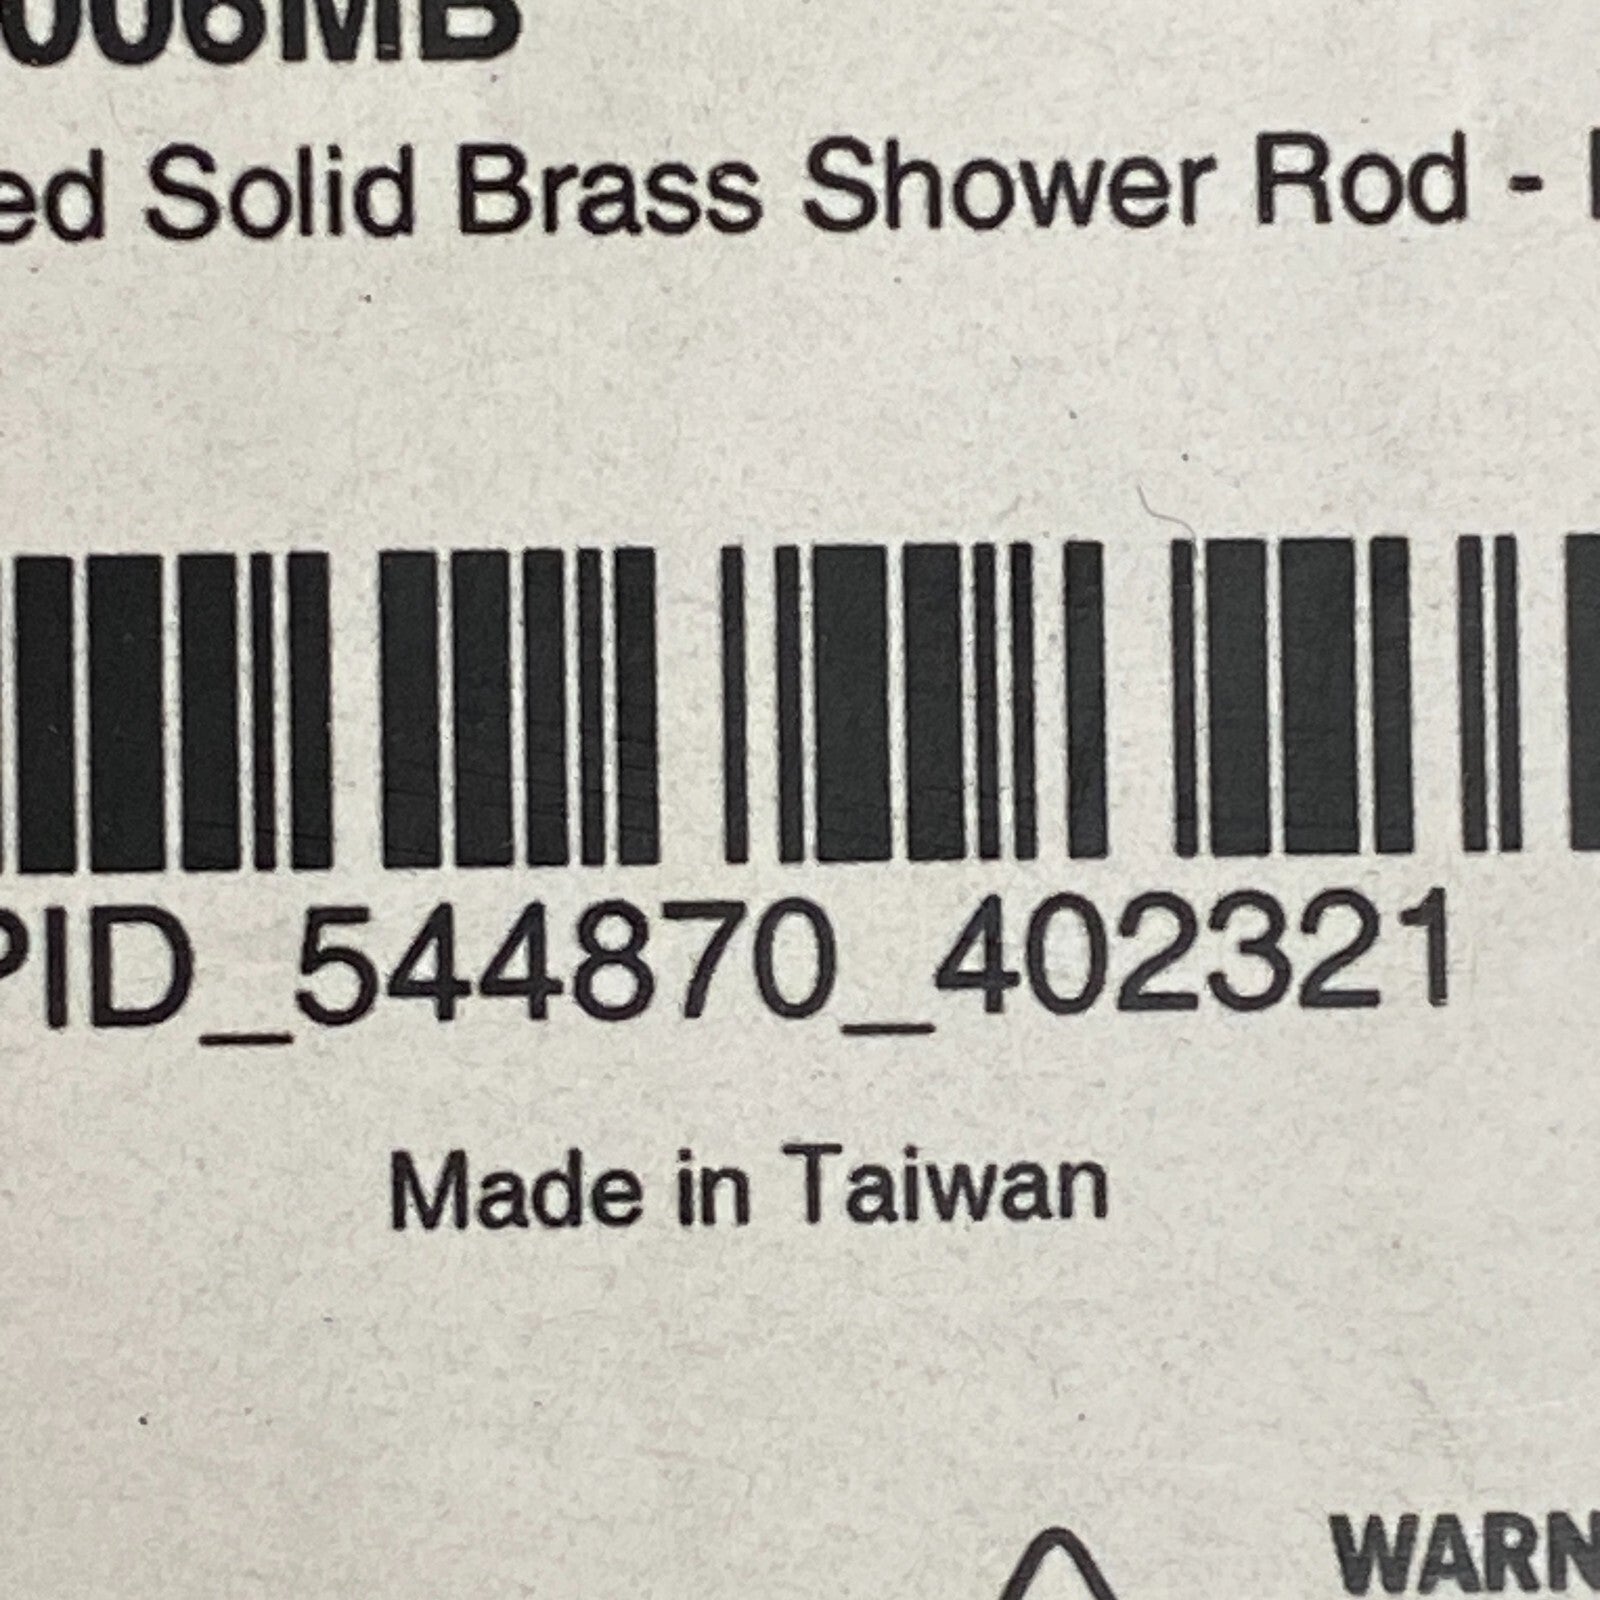 006MB
ed Solid Brass Shower Rod -
PID_544870_402321
Made in Taiwan
WARN